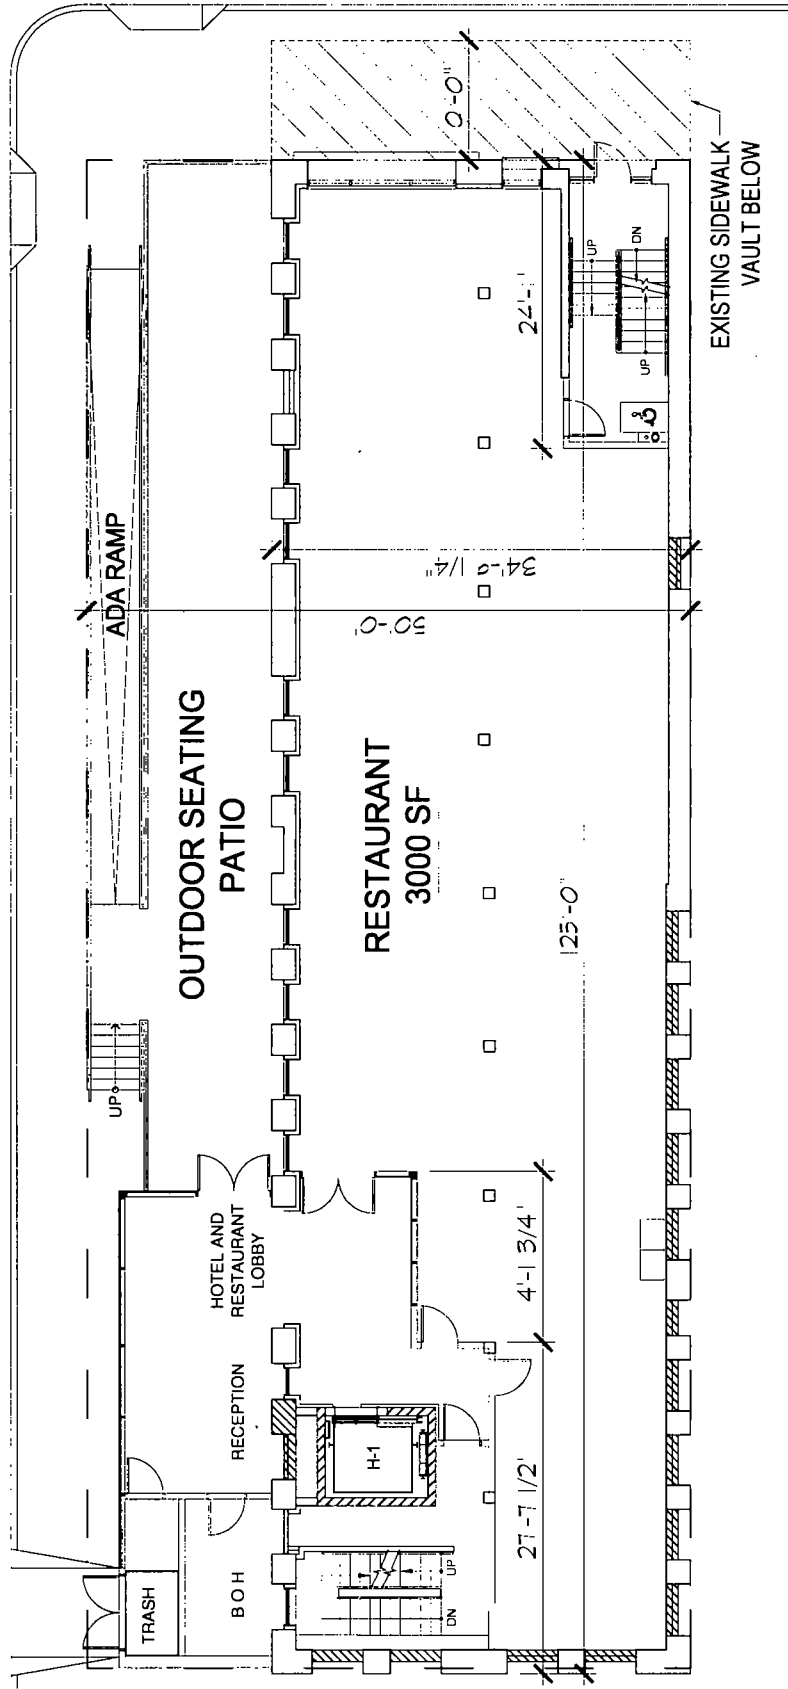 0'-0"
EXISTING SIDEWALK
VAULT BELOW
DN
UP
UP
24'-
ADA RAMP
34'-9 1/4"
50'-0"
OUTDOOR SEATING
PATIO
RESTAURANT
3000 SF
125'-0"
UP
HOTEL AND
RESTAURANT
LOBBY
4'-1 3/4'
RECEPTION
H-1
27'-7 1/2'
TRASH
BOH
UP
DN